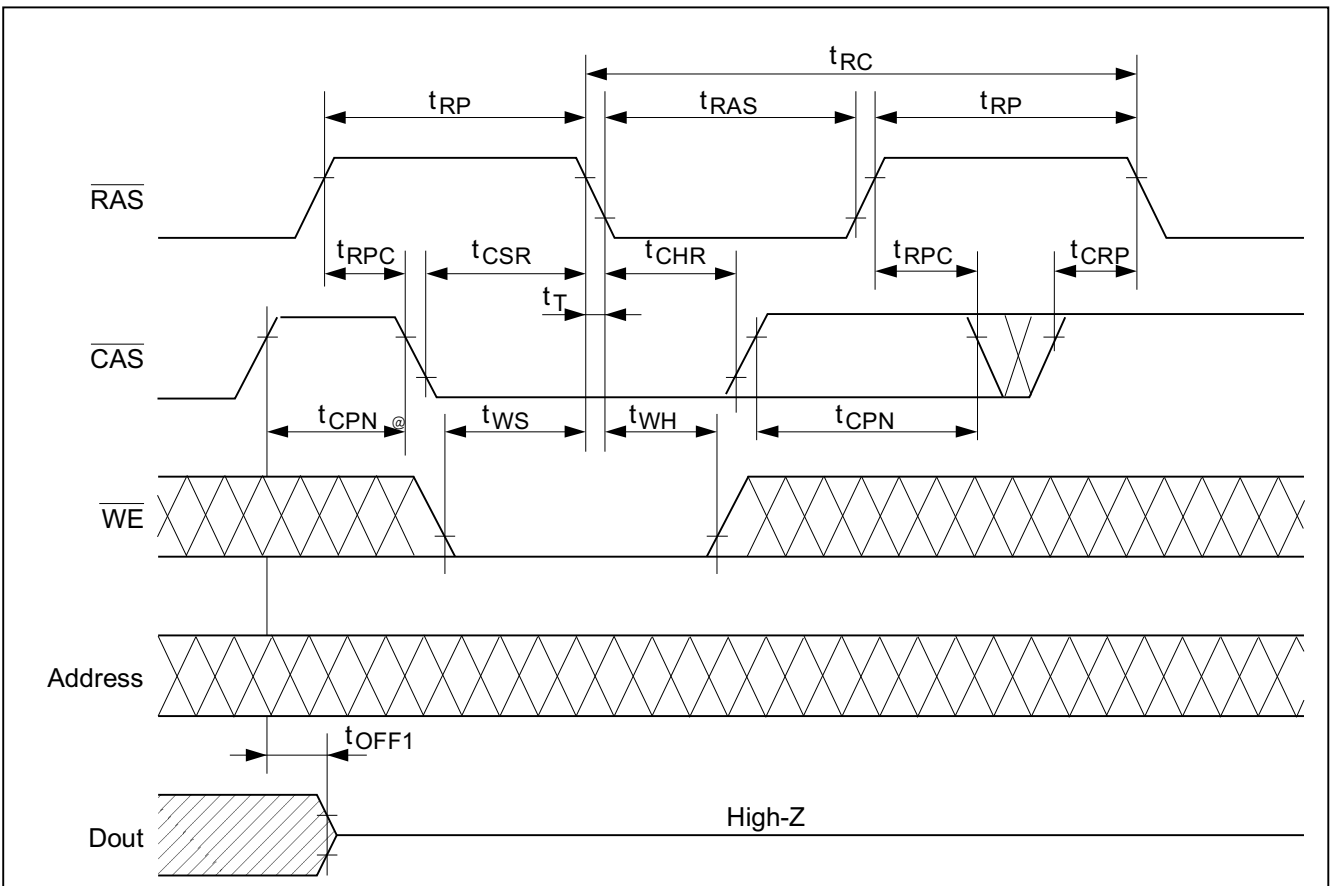 tRC
tRP tRAS tRP
RAS
tRPC tCSR tCHR tRPC tCRP
tT
CAS
tCPN @ tWS tWH tCPN
WE
Address
tOFF1
High-Z
Dout